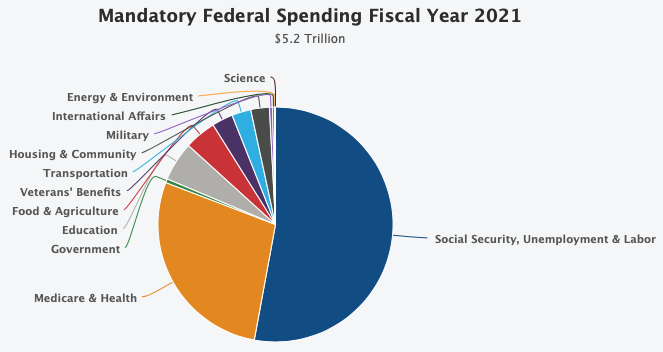 Mandatory Federal Spending Fiscal Year 2021
$5.2 Trillion
Science
Energy & Environment
International Affairs
Military
Housing & Community
Transportation
Veterans' Benefits
Food & Agriculture
Education
Government
Social Security, Unemployment & Labor
Medicare & Health